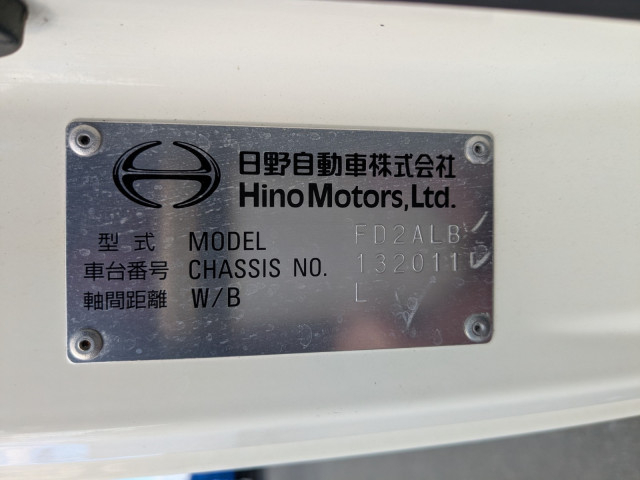 日野自動車株式会社
Hino Motors, Ltd.
型式 MODEL FD2ALB
車台番号 CHASSIS NO. 132011
軸間距離 W/B L